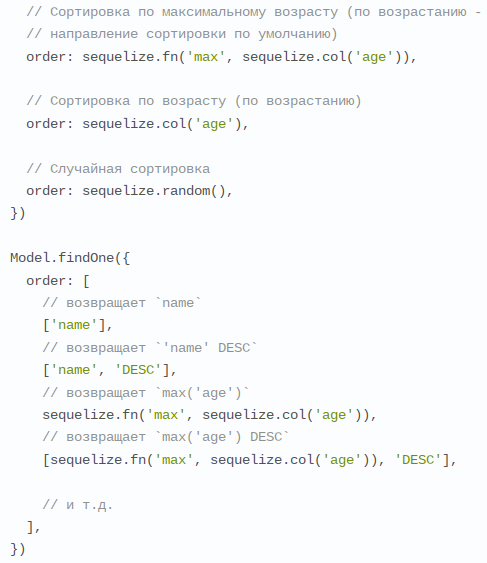 // Сортировка по максимальному возрасту (по возрастанию -
// направление сортировки по умолчанию)
order: sequelize.fn('max', sequelize.col('age')),
// Сортировка по возрасту (по возрастанию)
order: sequelize.col('age'),
// Случайная сортировка
order: sequelize.random(),
})
Model.findOne({
order: [
// возвращает `name`
['name'],
// возвращает `'name' DESC`
['name', 'DESC'],
// возвращает `max('age')`
sequelize.fn('max', sequelize.col('age')),
// возвращает `max('age') DESC`
[sequelize.fn('max', sequelize.col('age')), 'DESC'],
// и т.д.
],
})